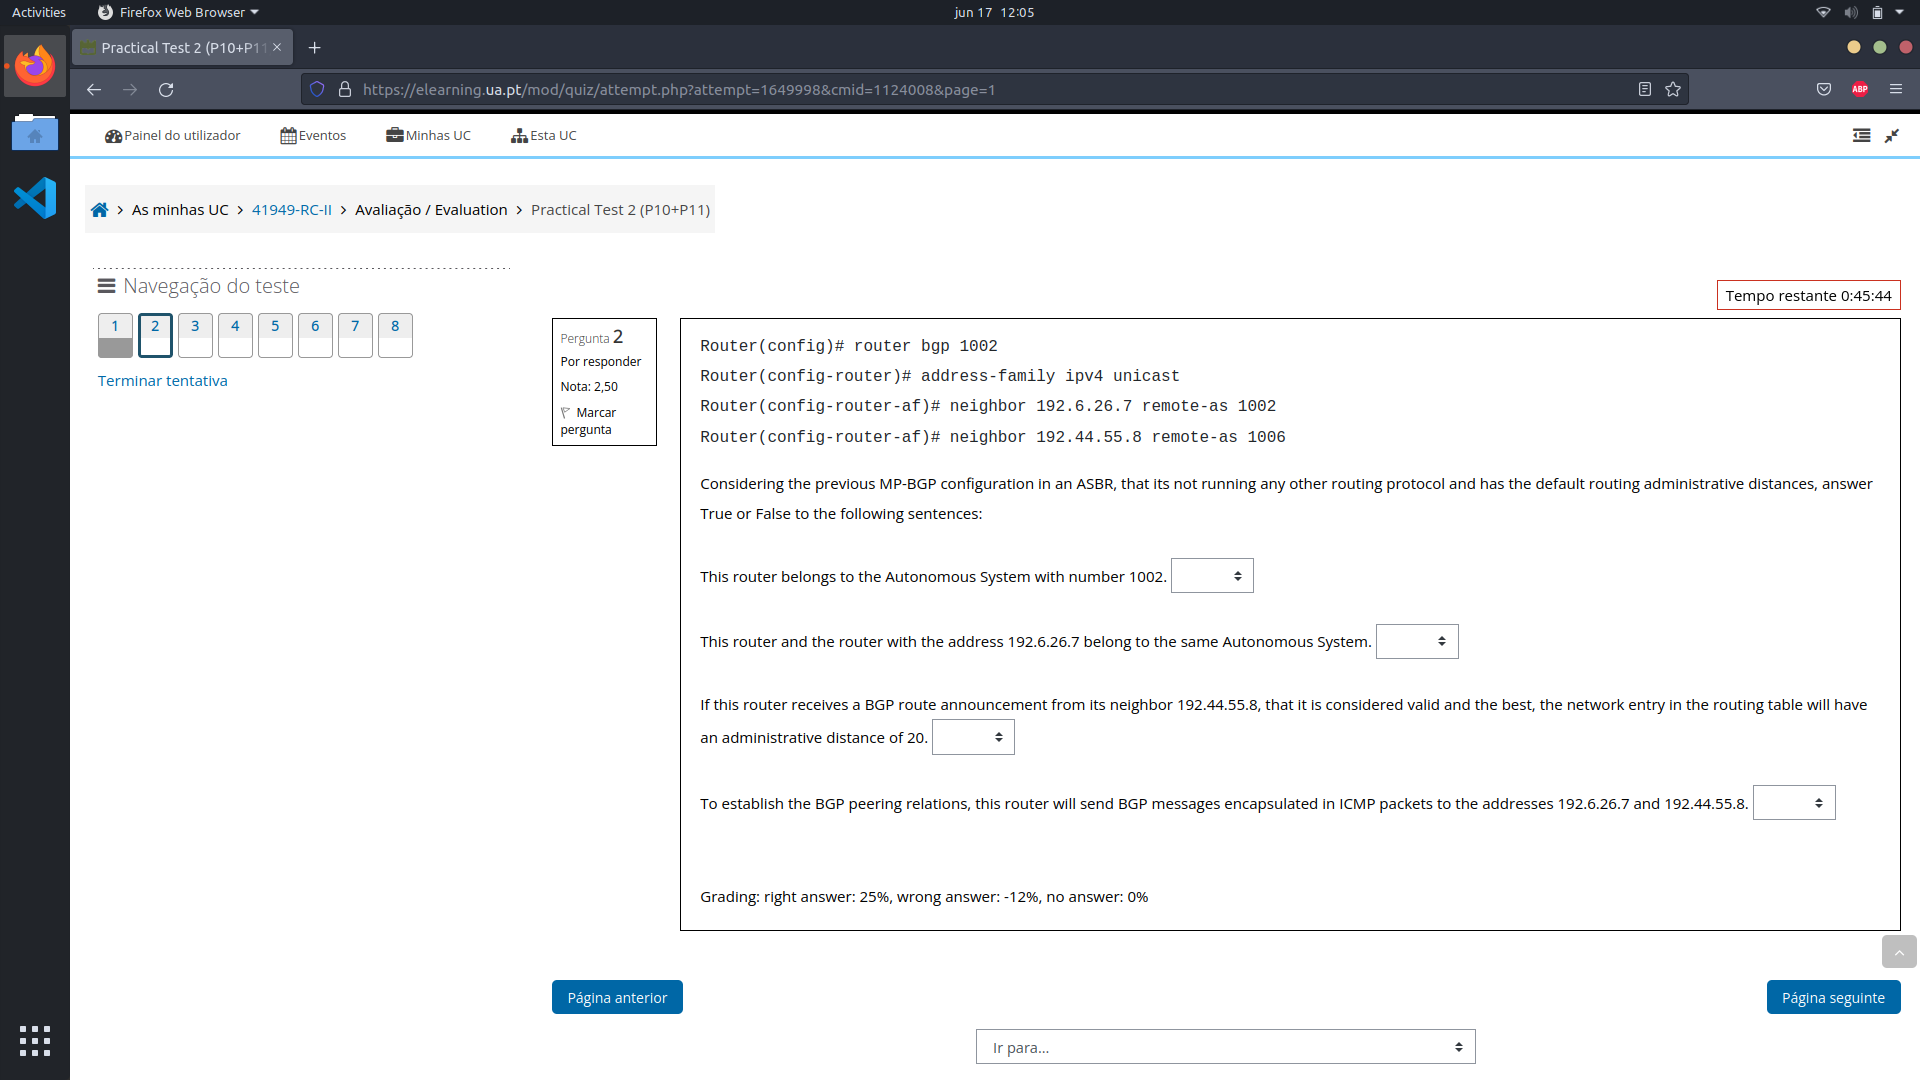 Activities
Firefox Web Browser
jun 17 12:05
Practical Test 2 (P10+P11
https://elearning.ua.pt/mod/quiz/attempt.php?attempt=1649998&cmid=1124008&page=1
ABP
Painel do utilizador
Eventos
Minhas UC
Esta UC
As minhas UC > 41949-RC-II > Avaliação / Evaluation > Practical Test 2 (P10+P11)
Navegação do teste
1 2 3 4 5 6 7 8
Terminar tentativa
Tempo restante 0:45:44
Pergunta 2
Por responder
Nota: 2,50
Marcar
pergunta
Router(config)# router bgp 1002
Router(config-router)# address-family ipv4 unicast
Router(config-router-af)# neighbor 192.6.26.7 remote-as 1002
Router(config-router-af)# neighbor 192.44.55.8 remote-as 1006
Considering the previous MP-BGP configuration in an ASBR, that its not running any other routing protocol and has the default routing administrative distances, answer
True or False to the following sentences:
This router belongs to the Autonomous System with number 1002.
This router and the router with the address 192.6.26.7 belong to the same Autonomous System.
If this router receives a BGP route announcement from its neighbor 192.44.55.8, that it is considered valid and the best, the network entry in the routing table will have
an administrative distance of 20.
To establish the BGP peering relations, this router will send BGP messages encapsulated in ICMP packets to the addresses 192.6.26.7 and 192.44.55.8.
Grading: right answer: 25%, wrong answer: -12%, no answer: 0%
Página anterior
Página seguinte
Ir para...